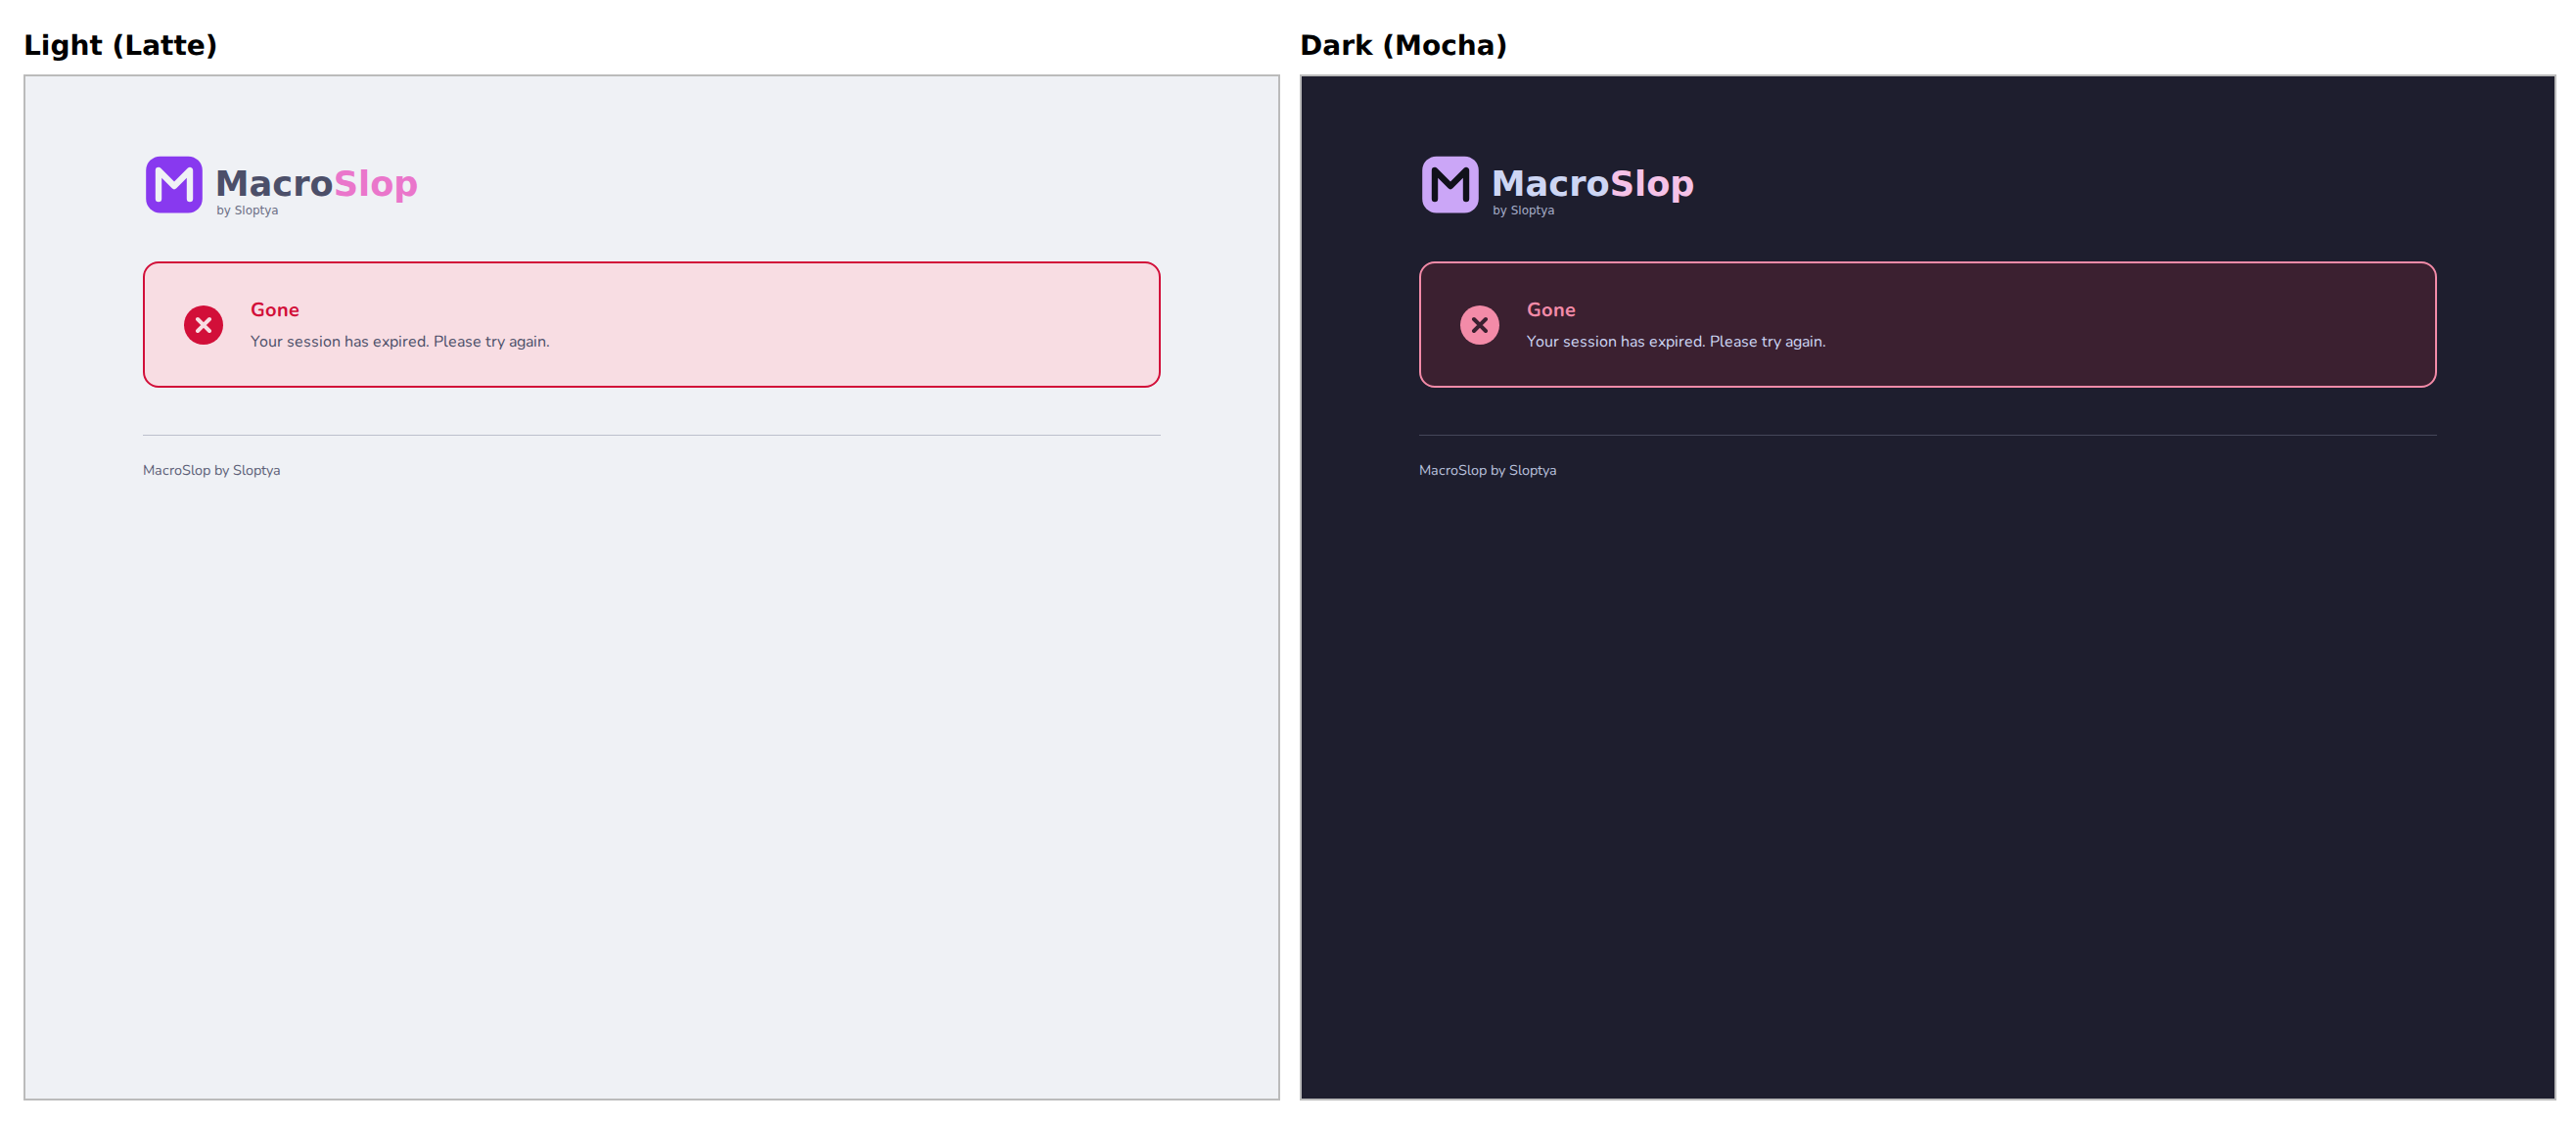 Light (Latte)
MacroSlop
by Sloptya
Gone
Your session has expired. Please try again.
MacroSlop by Sloptya
Dark (Mocha)
MacroSlop
by Sloptya
Gone
Your session has expired. Please try again.
MacroSlop by Sloptya